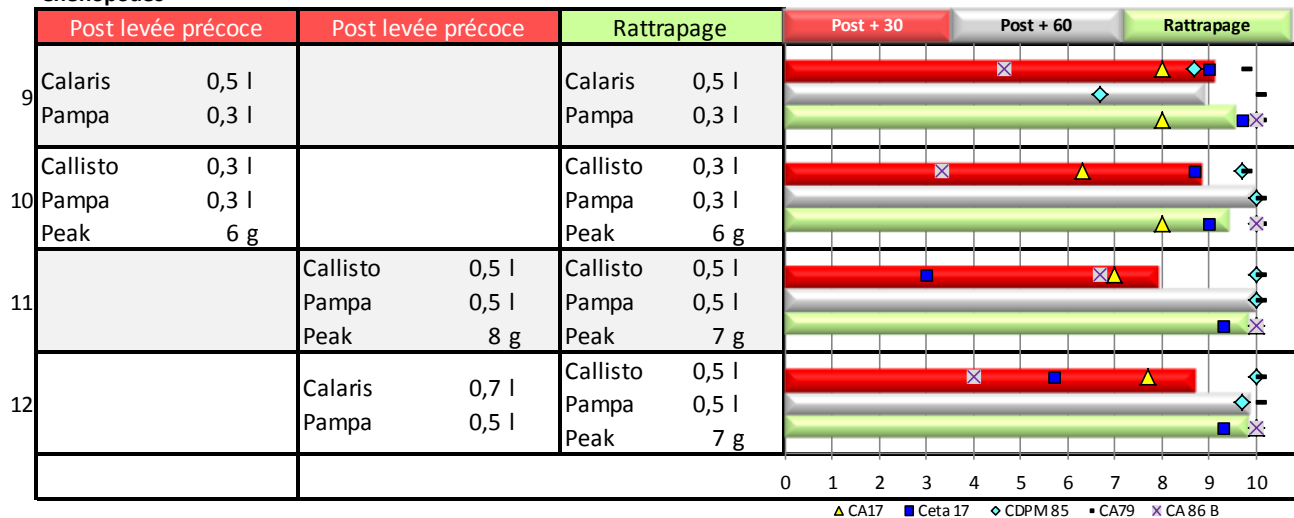 Post levée précoce Post levée précoce Rattrapage Post + 30 Post + 60 Rattrapage
9 Calaris 0,5 l Calaris 0,5 l
Pampa 0,3 l Pampa 0,3 l
Callisto 0,3 l Callisto 0,3 l
10 Pampa 0,3 l Pampa 0,3 l
Peak 6 g Peak 6 g
Callisto 0,5 l Callisto 0,5 l
11 Pampa 0,5 l Pampa 0,5 l
Peak 8 g Peak 7 g
Callisto 0,5 l
Calaris 0,7 l
12 Pampa 0,5 l
Pampa 0,5 l
Peak 7 g
0 1 2 3 4 5 6 7 8 9 10
CA17 Ceta 17 CDPM 85 CA79 CA 86 B